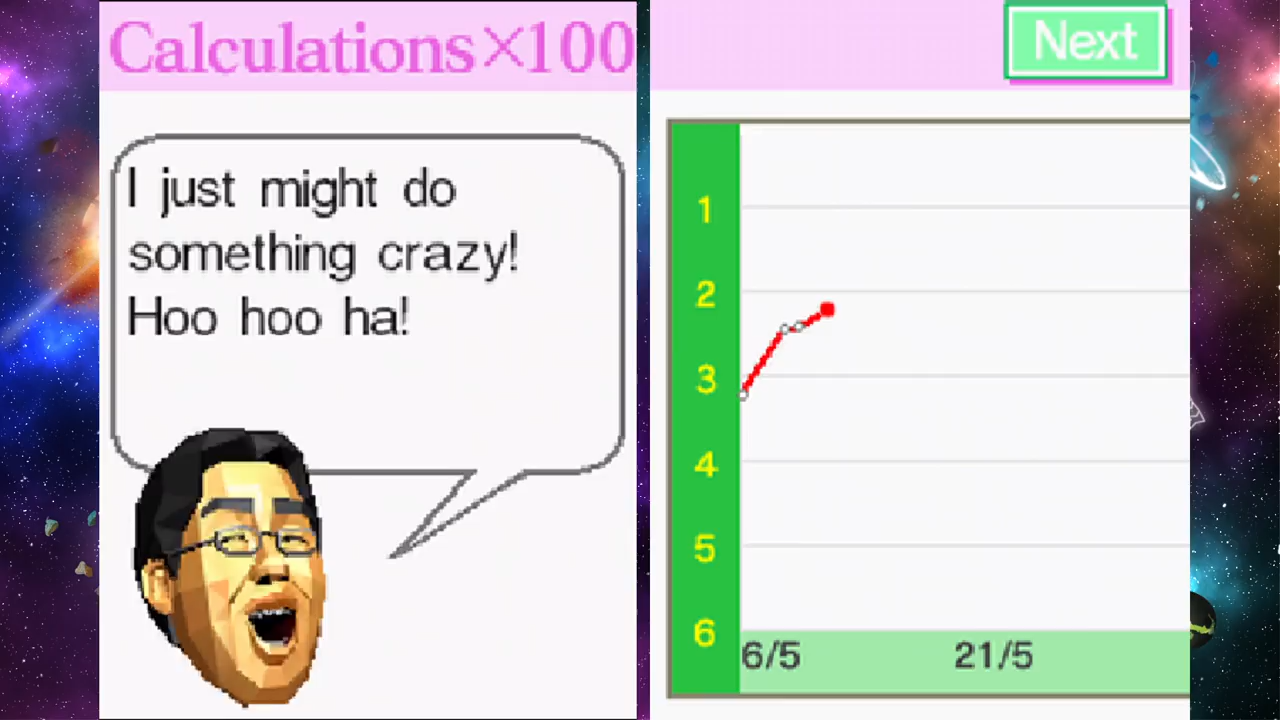 Calculations×100
I just might do
something crazy!
Hoo hoo ha!
Next
1
2
3
4
5
6
6/5 21/5